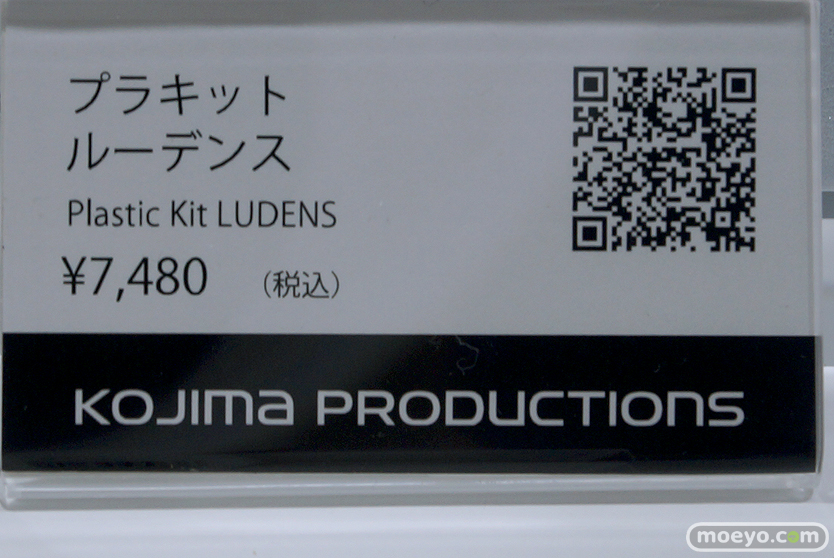 プラキット
ルーデンス
Plastic Kit LUDENS
¥7,480 （税込）
KOJIMA PRODUCTIONS
moeyo.com